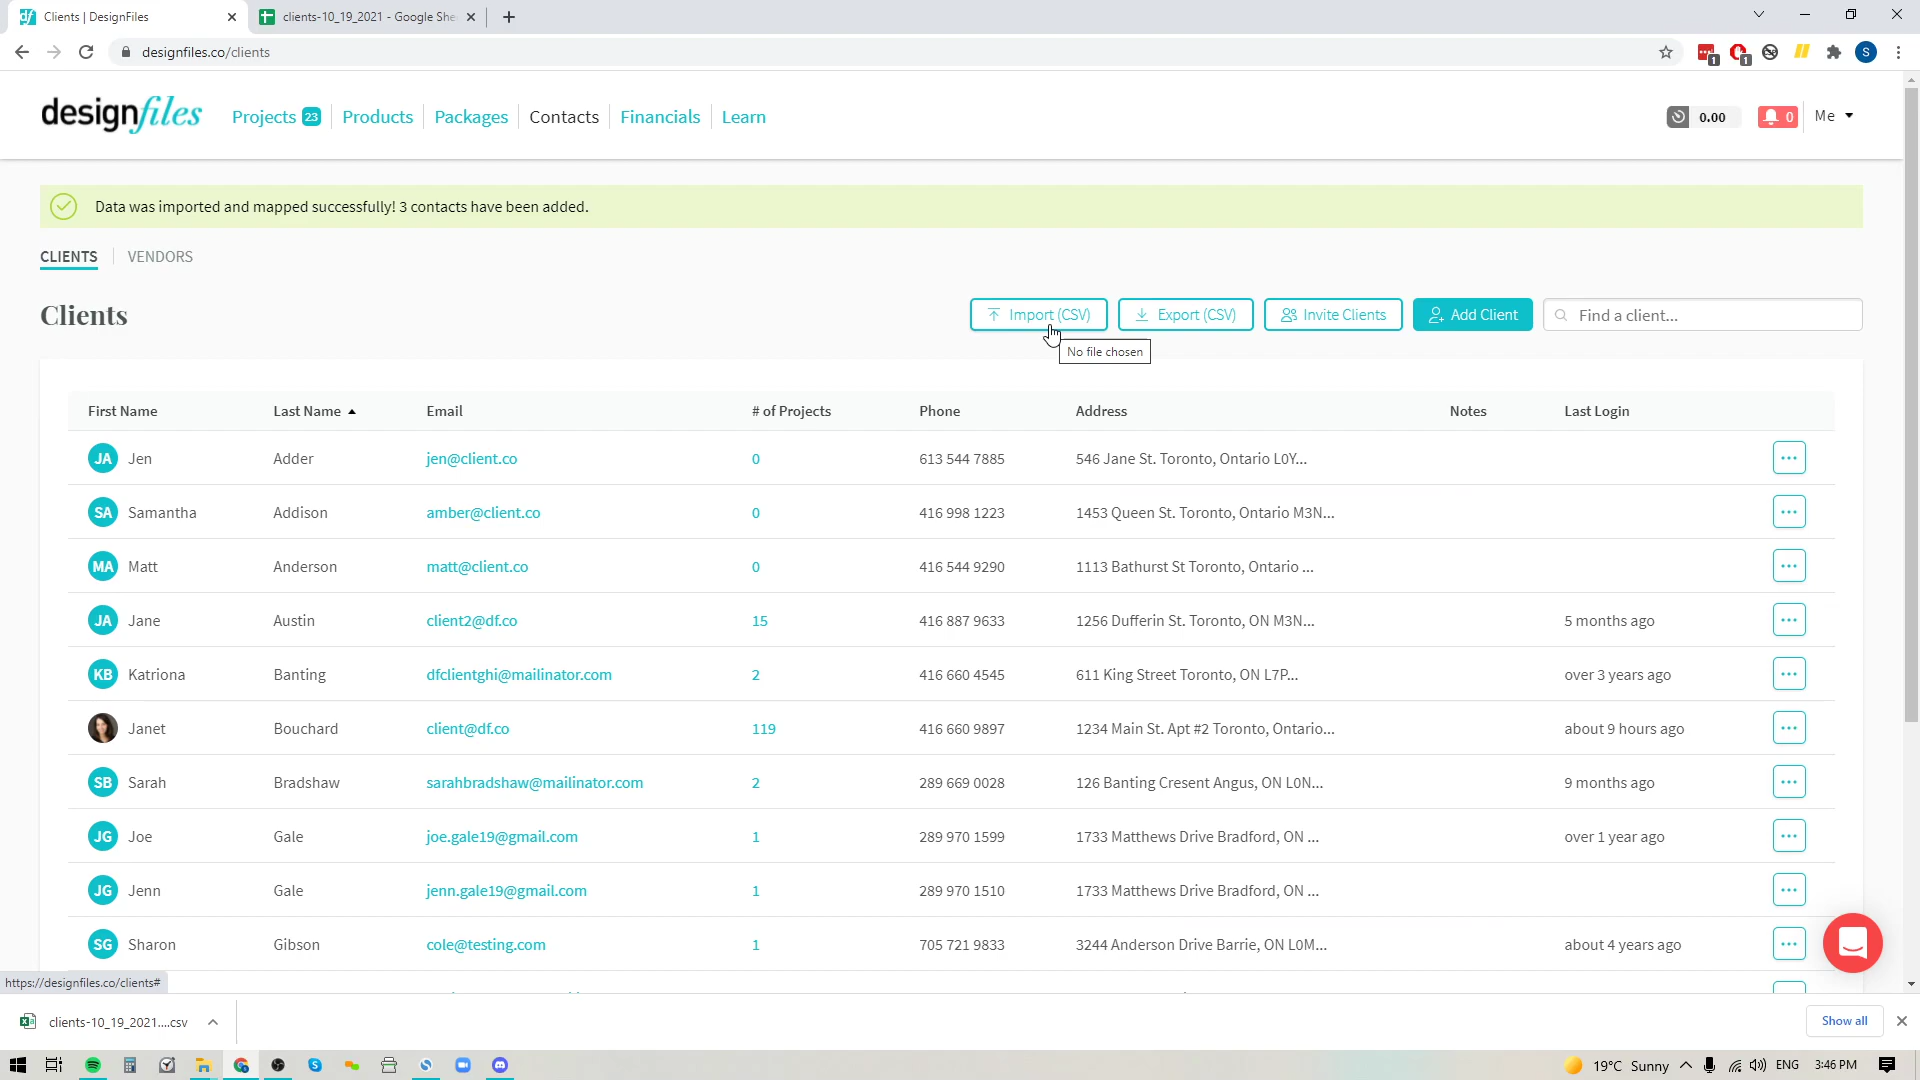 Clients | DesignFiles
clients-10_19_2021 - Google She
designfiles.co/clients
1
1
S
designfiles
Projects 23
Products
Packages
Contacts
Financials
Learn
0.00
0
Me
Data was imported and mapped successfully! 3 contacts have been added.
CLIENTS
VENDORS
Clients
Import (CSV)
Export (CSV)
Invite Clients
Add Client
Find a client...
No file chosen
First Name Last Name Email # of Projects Phone Address Notes Last Login
JA Jen Adder jen@client.co 0 613 544 7885 546 Jane St. Toronto, Ontario L0Y...
SA Samantha Addison amber@client.co 0 416 998 1223 1453 Queen St. Toronto, Ontario M3N...
MA Matt Anderson matt@client.co 0 416 544 9290 1113 Bathurst St Toronto, Ontario ...
JA Jane Austin client2@df.co 15 416 887 9633 1256 Dufferin St. Toronto, ON M3N... 5 months ago
KB Katriona Banting dfclientghi@mailinator.com 2 416 660 4545 611 King Street Toronto, ON L7P... over 3 years ago
Janet Bouchard client@df.co 119 416 660 9897 1234 Main St. Apt #2 Toronto, Ontario... about 9 hours ago
SB Sarah Bradshaw sarahbradshaw@mailinator.com 2 289 669 0028 126 Banting Cresent Angus, ON L0N... 9 months ago
JG Joe Gale joe.gale19@gmail.com 1 289 970 1599 1733 Matthews Drive Bradford, ON ... over 1 year ago
JG Jenn Gale jenn.gale19@gmail.com 1 289 970 1510 1733 Matthews Drive Bradford, ON ...
SG Sharon Gibson cole@testing.com 1 705 721 9833 3244 Anderson Drive Barrie, ON L0M... about 4 years ago
https://designfiles.co/clients#
clients-10_19_2021....csv
Show all
19°C Sunny
ENG
3:46 PM